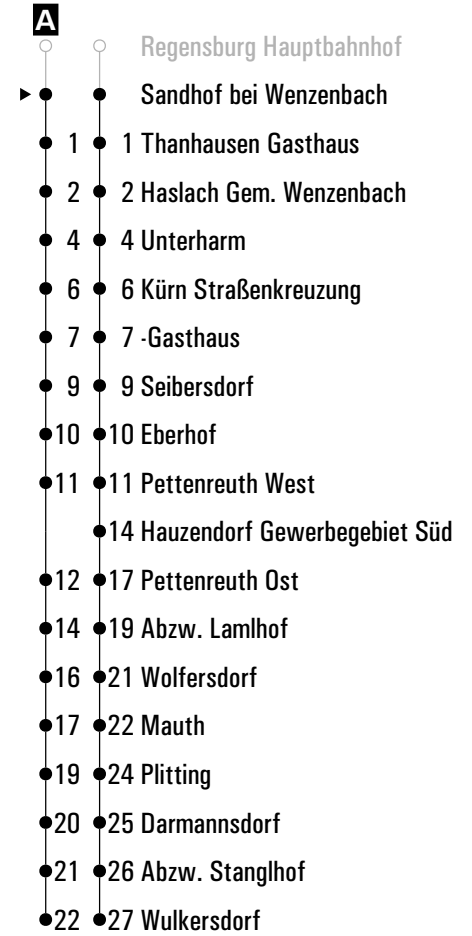 A
Regensburg Hauptbahnhof
Sandhof bei Wenzenbach
1 1 Thanhausen Gasthaus
2 2 Haslach Gem. Wenzenbach
4 4 Unterharm
6 6 Kürn Straßenkreuzung
7 7 -Gasthaus
9 9 Seibersdorf
10 10 Eberhof
11 11 Pettenreuth West
14 Hauzendorf Gewerbegebiet Süd
12 17 Pettenreuth Ost
14 19 Abzw. Lamlhof
16 21 Wolfersdorf
17 22 Mauth
19 24 Plitting
20 25 Darmannsdorf
21 26 Abzw. Stanglhof
22 27 Wulkersdorf